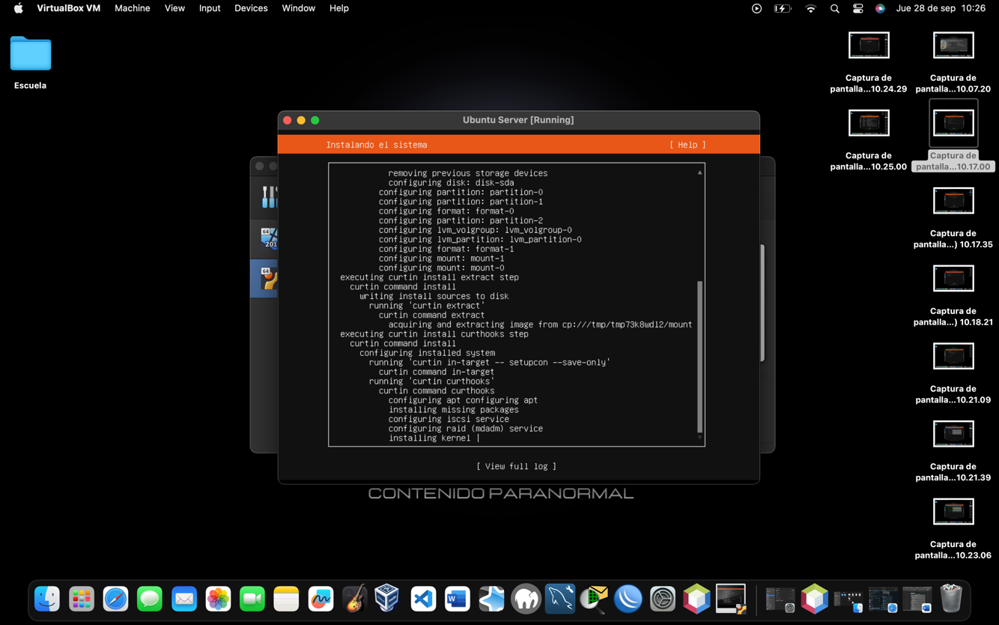 VirtualBox VM Machine View Input Devices Window Help Jue 28 de sep 10:26
Escuela
Captura de
pantalla...10.24.29
Captura de
pantalla...10.07.20
Captura de
pantalla...10.25.00
Captura de
pantalla...10.17.00
Captura de
pantalla...) 10.17.35
Captura de
pantalla...) 10.18.21
Captura de
pantalla...10.21.09
Captura de
pantalla...10.21.39
Captura de
pantalla...10.23.06
Ubuntu Server [Running]
Instalando el sistema [ Help ]
removing previous storage devices
configuring disk: disk-sda
configuring partition: partition-0
configuring partition: partition-1
configuring format: format-0
configuring partition: partition-2
configuring lvm_volgroup: lvm_volgroup-0
configuring lvm_partition: lvm_partition-0
configuring format: format-1
configuring mount: mount-1
configuring mount: mount-0
executing curtin install extract step
curtin command install
writing install sources to disk
running 'curtin extract'
curtin command extract
acquiring and extracting image from cp:///tmp/tmp73k8wdl2/mount
executing curtin install curthooks step
curtin command install
configuring installed system
running 'curtin in-target -- setupcon --save-only'
curtin command in-target
running 'curtin curthooks'
curtin command curthooks
configuring apt configuring apt
installing missing packages
configuring iscsi service
configuring raid (mdadm) service
installing kernel |
[ View full log ]
64
64
CONTENIDO PARANORMAL